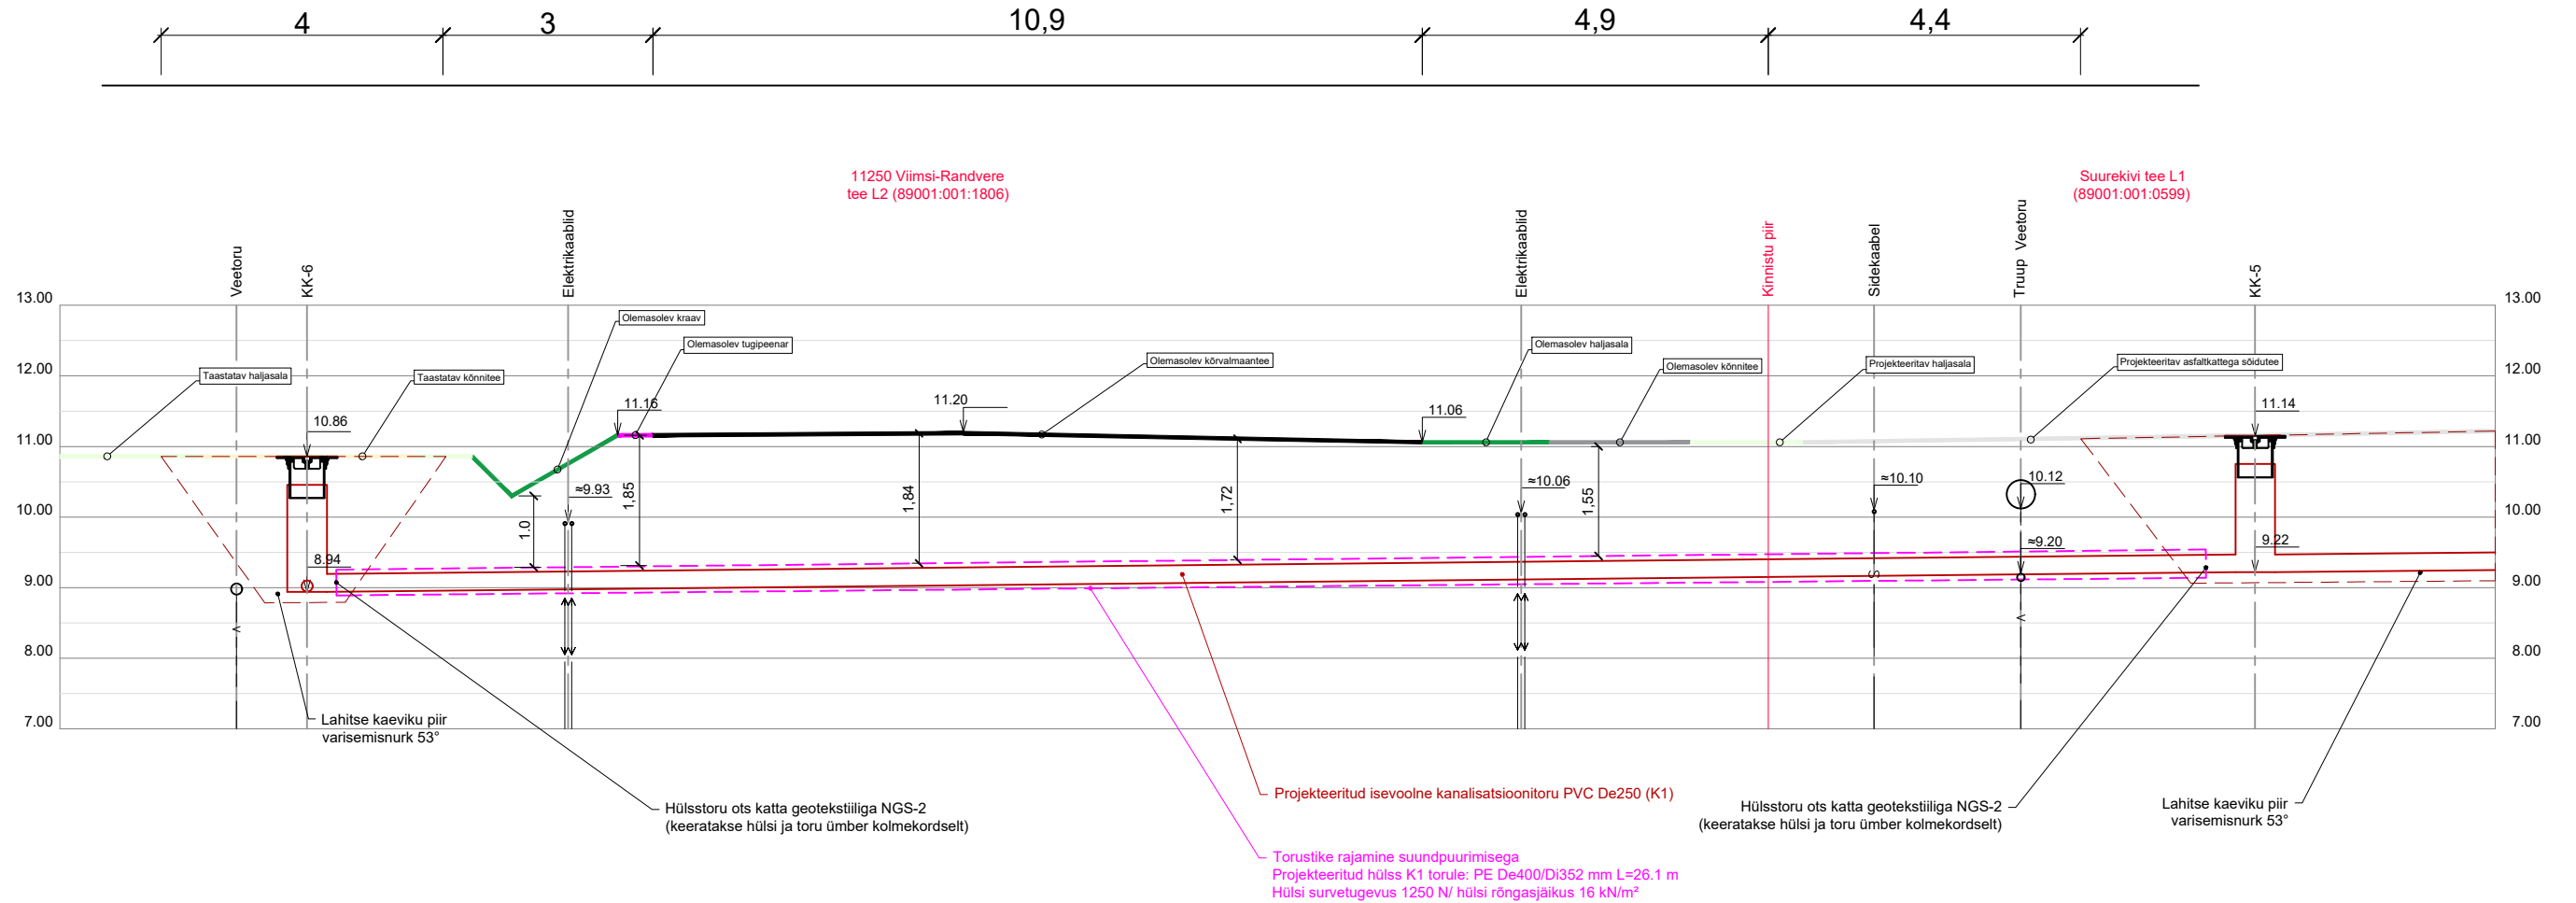 4
3
10,9
4,9
4,4
11250 Viimsi-Randvere
tee L2 (89001:001:1806)
Suurekivi tee L1
(89001:001:0599)
Veetoru
KK-6
Elektrikaablid
Elektrikaablid
Kinnistu piir
Sidekaabel
Truup Veetoru
KK-5
13.00
13.00
Olemasolev kraav
Olemasolev tugipeenar
Olemasolev kõrvalmaantee
Olemasolev haljasala
Olemasolev kõnnitee
Projekteeritav haljasala
Projekteeritav asfaltkattega sõidutee
12.00
12.00
Taastatav haljasala
Taastatav kõnnitee
10.86
11.16
11.20
11.06
11.14
11.00
11.00
≈9.93
1.0
1,85
1,84
1,72
≈10.06
1,55
≈10.10
10.12
10.00
10.00
8.94
≈9.20
9.22
9.00
9.00
S
V
V
8.00
8.00
7.00
7.00
Lahitse kaeviku piir
varisemisnurk 53°
Hülsstoru ots katta geotekstiiliga NGS-2
(keeratakse hülsi ja toru ümber kolmekordselt)
Projekteeritud isevoolne kanalisatsioonitoru PVC De250 (K1)
Hülsstoru ots katta geotekstiiliga NGS-2
(keeratakse hülsi ja toru ümber kolmekordselt)
Lahitse kaeviku piir
varisemisnurk 53°
Torustike rajamine suundpuurimisega
Projekteeritud hülss K1 torule: PE De400/Di352 mm L=26.1 m
Hülsi survetugevus 1250 N/ hülsi rõngasjäikus 16 kN/m²